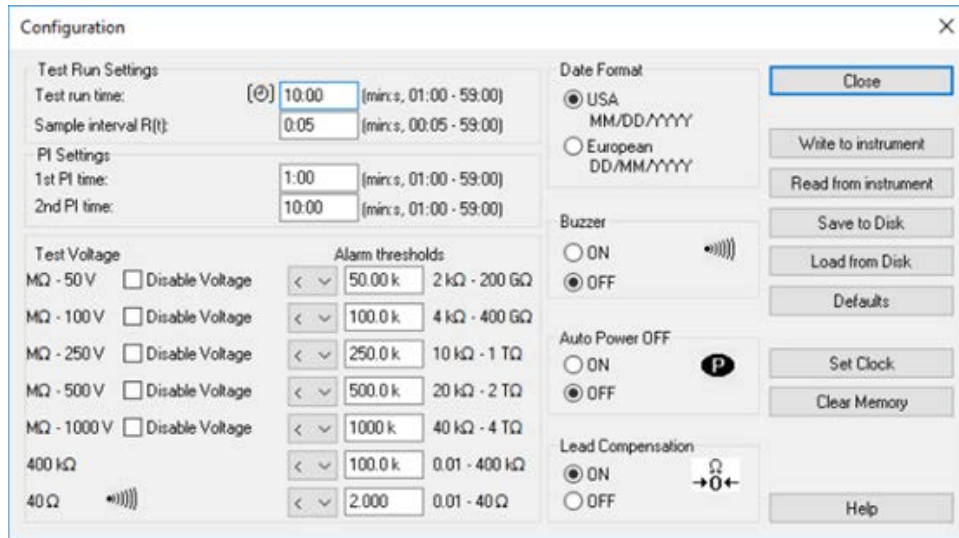 Configuration
Test Run Settings
Test run time: 10:00 (min:s, 01:00 - 59:00)
Sample interval R(t): 0:05 (min:s, 00:05 - 59:00)
PI Settings
1st PI time: 1:00 (min:s, 01:00 - 59:00)
2nd PI time: 10:00 (min:s, 01:00 - 59:00)
Test Voltage Alarm thresholds
MΩ - 50 V Disable Voltage < 50.00 k 2 kΩ - 200 GΩ
MΩ - 100 V Disable Voltage < 100.0 k 4 kΩ - 400 GΩ
MΩ - 250 V Disable Voltage < 250.0 k 10 kΩ - 1 TΩ
MΩ - 500 V Disable Voltage < 500.0 k 20 kΩ - 2 TΩ
MΩ - 1000 V Disable Voltage < 1000 k 40 kΩ - 4 TΩ
400 kΩ < 100.0 k 0.01 - 400 kΩ
40 Ω < 2.000 0.01 - 40 Ω
Date Format
USA
MM/DD/YYYY
European
DD/MM/YYYY
Buzzer
ON
OFF
Auto Power OFF
ON
P
OFF
Lead Compensation
ON
Ω
→0←
OFF
Close
Write to instrument
Read from instrument
Save to Disk
Load from Disk
Defaults
Set Clock
Clear Memory
Help